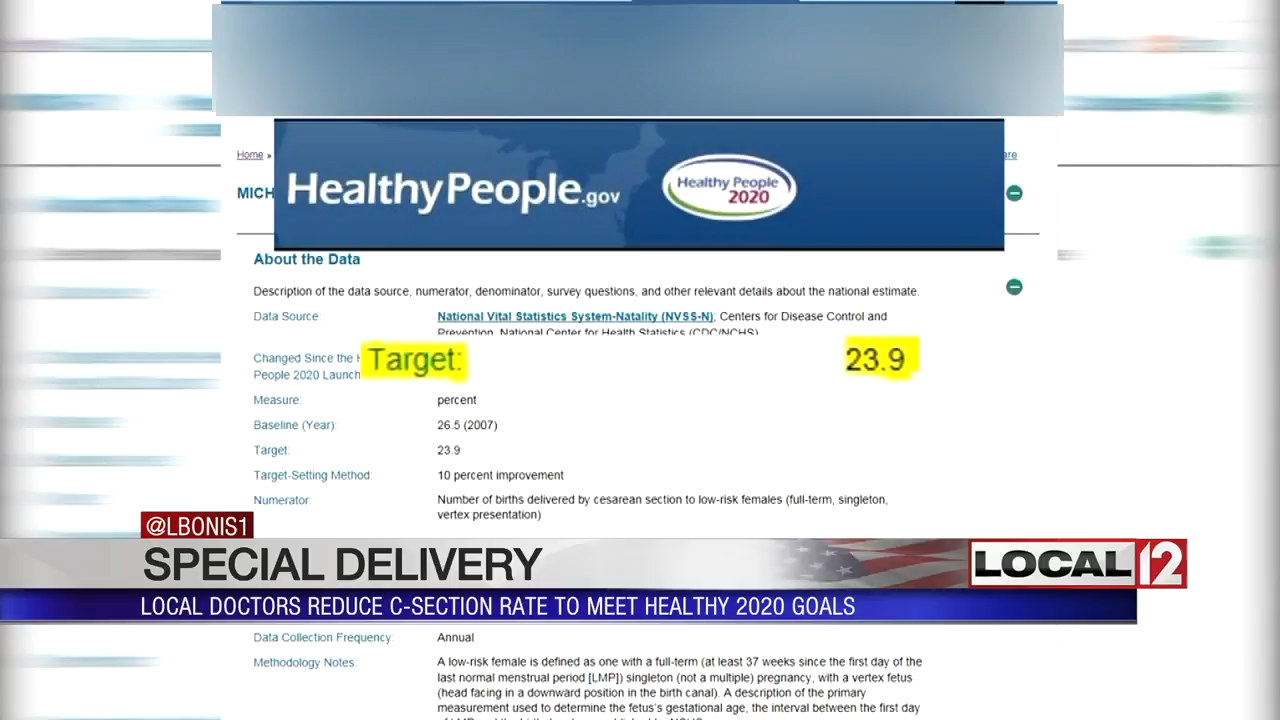 Home »
are
MICH
HealthyPeople.gov
Healthy People
2020
About the Data
Description of the data source, numerator, denominator, survey questions, and other relevant details about the national estimate.
Data Source: National Vital Statistics System-Natality (NVSS-N); Centers for Disease Control and
Prevention, National Center for Health Statistics (CDC/NCHS)
Changed Since the H
People 2020 Launch
Target: 23.9
Measure: percent
Baseline (Year): 26.5 (2007)
Target: 23.9
Target-Setting Method: 10 percent improvement
Numerator: Number of births delivered by cesarean section to low-risk females (full-term, singleton,
vertex presentation)
@LBONIS1
SPECIAL DELIVERY
LOCAL 12
LOCAL DOCTORS REDUCE C-SECTION RATE TO MEET HEALTHY 2020 GOALS
Data Collection Frequency: Annual
Methodology Notes: A low-risk female is defined as one with a full-term (at least 37 weeks since the first day of the
last normal menstrual period [LMP]) singleton (not a multiple) pregnancy, with a vertex fetus
(head facing in a downward position in the birth canal). A description of the primary
measurement used to determine the fetus's gestational age, the interval between the first day